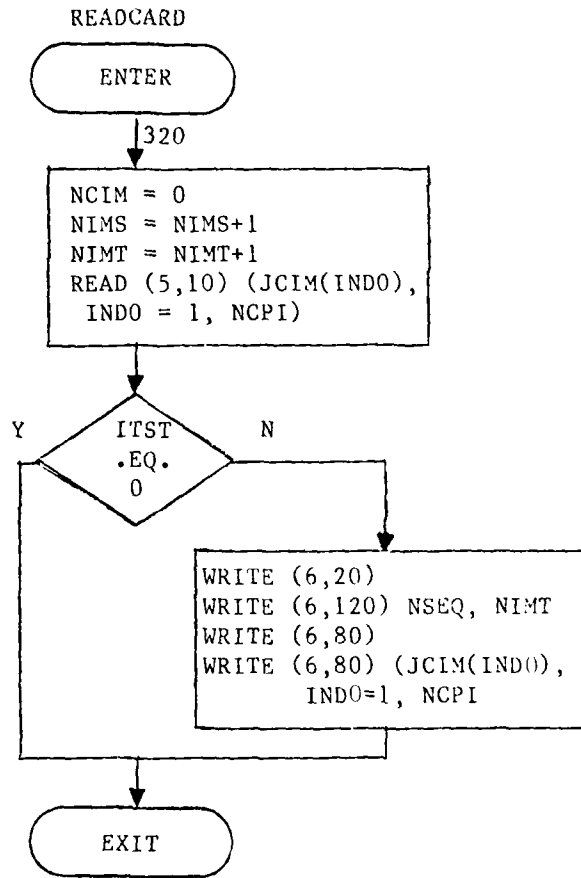 READCARD
ENTER
320
NCIM = 0
NIMS = NIMS+1
NIMT = NIMT+1
READ (5,10) (JCIM(INDO),
INDO = 1, NCPI)
Y
ITST
.EQ.
0
N
WRITE (6,20)
WRITE (6,120) NSEQ, NIMT
WRITE (6,80)
WRITE (6,80) (JCIM(INDO),
INDO=1, NCPI
EXIT